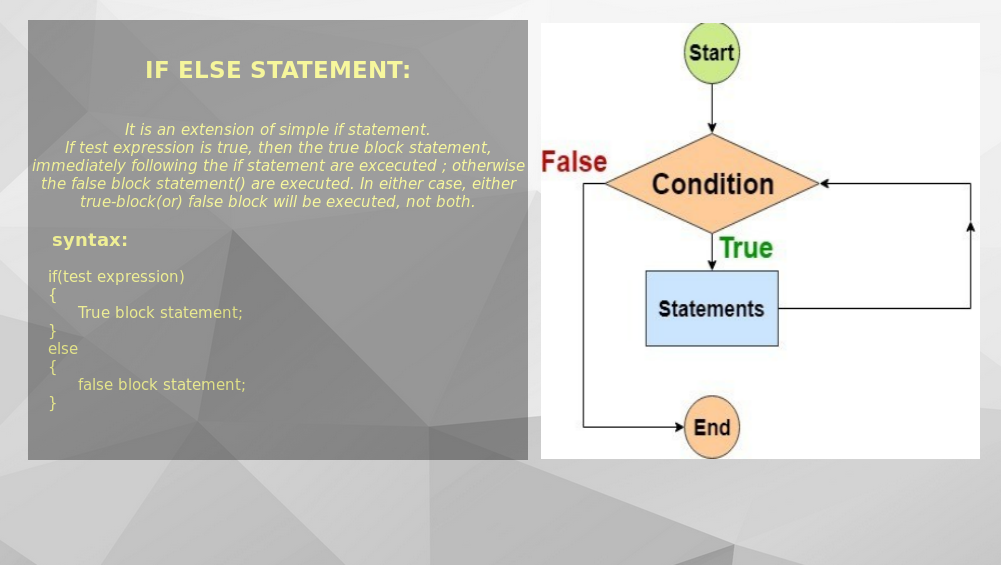 IF ELSE STATEMENT:
It is an extension of simple if statement.
If test expression is true, then the true block statement,
immediately following the if statement are excecuted ; otherwise
the false block statement() are executed. In either case, either
true-block(or) false block will be executed, not both.
syntax:
if(test expression)
{
True block statement;
}
else
{
false block statement;
}
Start
False
Condition
True
Statements
End